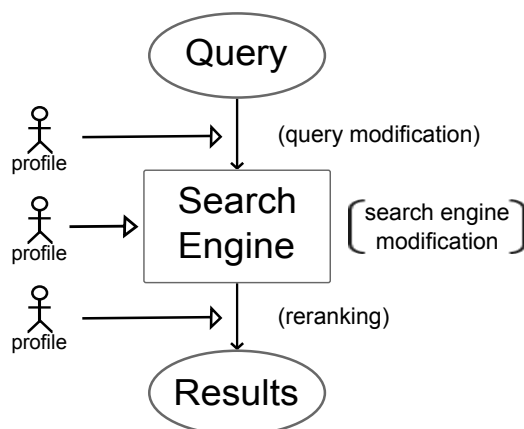 Query
profile
(query modification)
profile
Search
Engine
(search engine
modification)
profile
(reranking)
Results